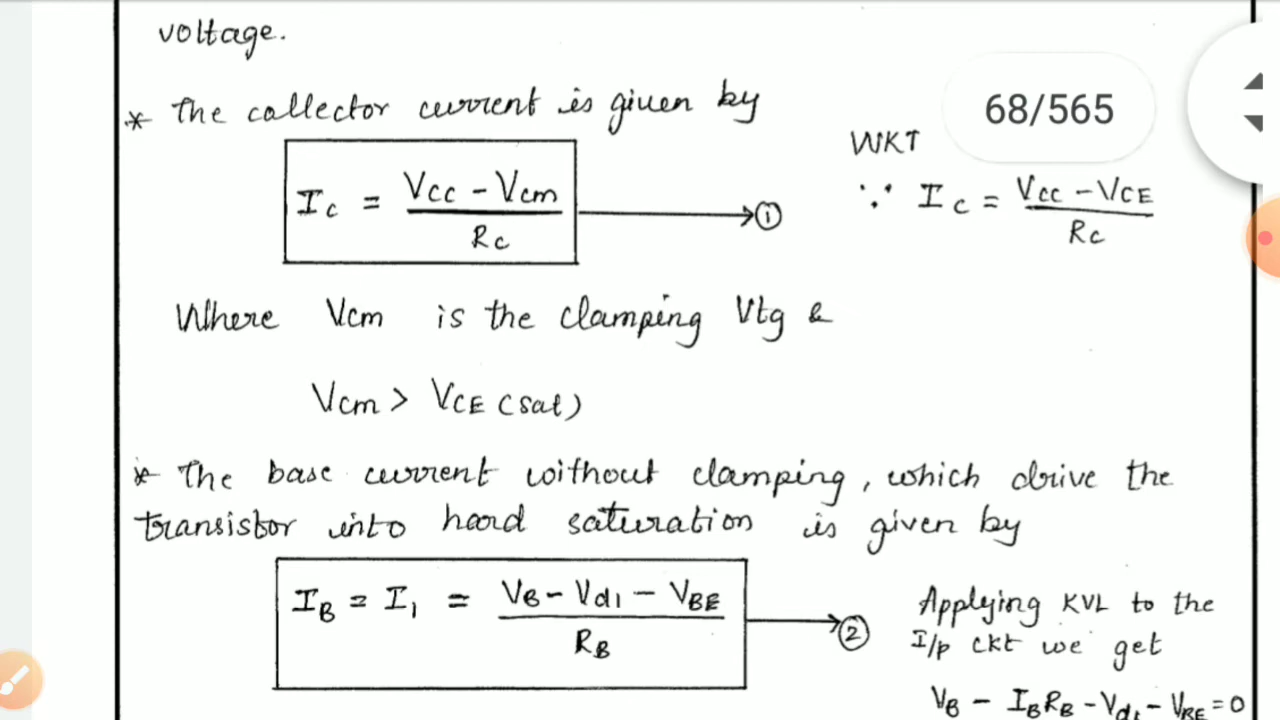 voltage.
* The collector current is given by
68/565
Ic = Vcc - Vcm / Rc → ①
WKT
∵ Ic = Vcc - VCE / Rc
Where Vcm is the clamping Vtg &
Vcm > VCE (sat)
* The base current without clamping, which drive the
transistor into hard saturation is given by
IB = I1 = VB - Vd1 - VBE / RB → ②
Applying KVL to the
I/p ckt we get
VB - IBRB - Vd1 - VBE = 0